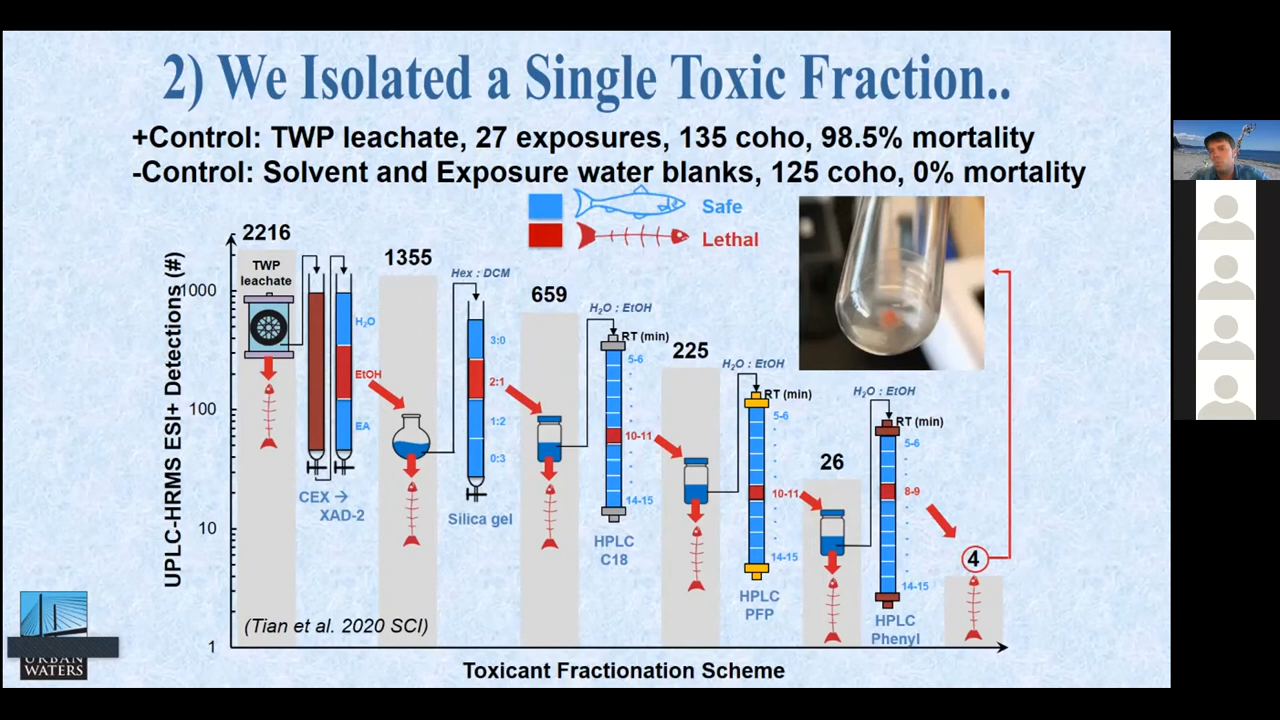 2) We Isolated a Single Toxic Fraction..
+Control: TWP leachate, 27 exposures, 135 coho, 98.5% mortality
-Control: Solvent and Exposure water blanks, 125 coho, 0% mortality
Safe
Lethal
UPLC-HRMS ESI+ Detections (#)
1000
100
10
1
2216
TWP
leachate
H₂O
EtOH
EA
CEX →
XAD-2
1355
Hex : DCM
3:0
2:1
1:2
0:3
Silica gel
659
H₂O : EtOH
RT (min)
5-6
10-11
14-15
HPLC
C18
225
H₂O : EtOH
RT (min)
5-6
10-11
14-15
HPLC
PFP
26
H₂O : EtOH
RT (min)
5-6
8-9
14-15
HPLC
Phenyl
4
(Tian et al. 2020 SCI)
Toxicant Fractionation Scheme
URBAN
WATERS